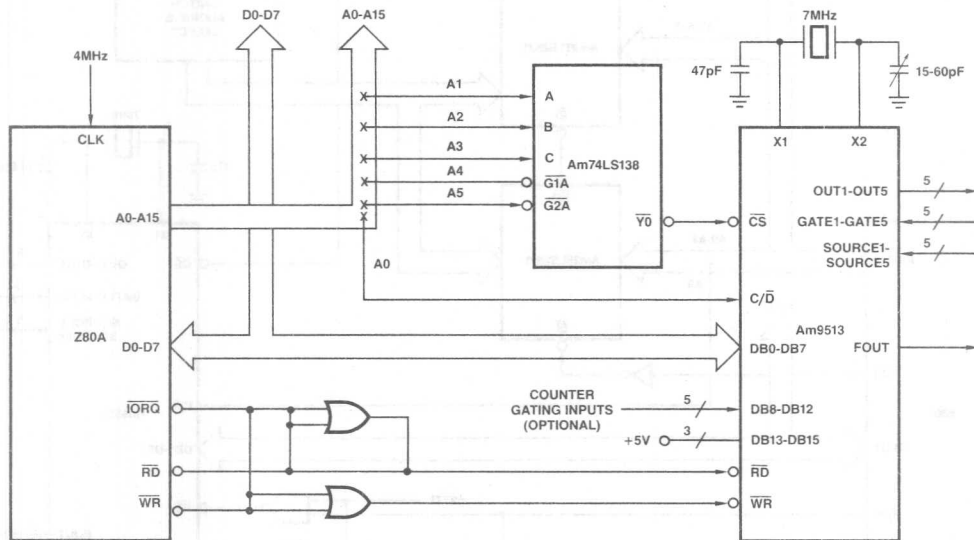 D0-D7
A0-A15
7MHz
4MHz
47pF
15-60pF
A1
A
A2
B
CLK
X1
X2
A3
C
Am74LS138
A4
G1A
A5
G2A
OUT1-OUT5
5
A0-A15
Y0
CS
GATE1-GATE5
5
SOURCE1-
SOURCE5
5
A0
C/D
Z80A
Am9513
D0-D7
DB0-DB7
FOUT
IORQ
COUNTER
GATING INPUTS
(OPTIONAL)
5
DB8-DB12
+5V
3
DB13-DB15
RD
RD
WR
WR